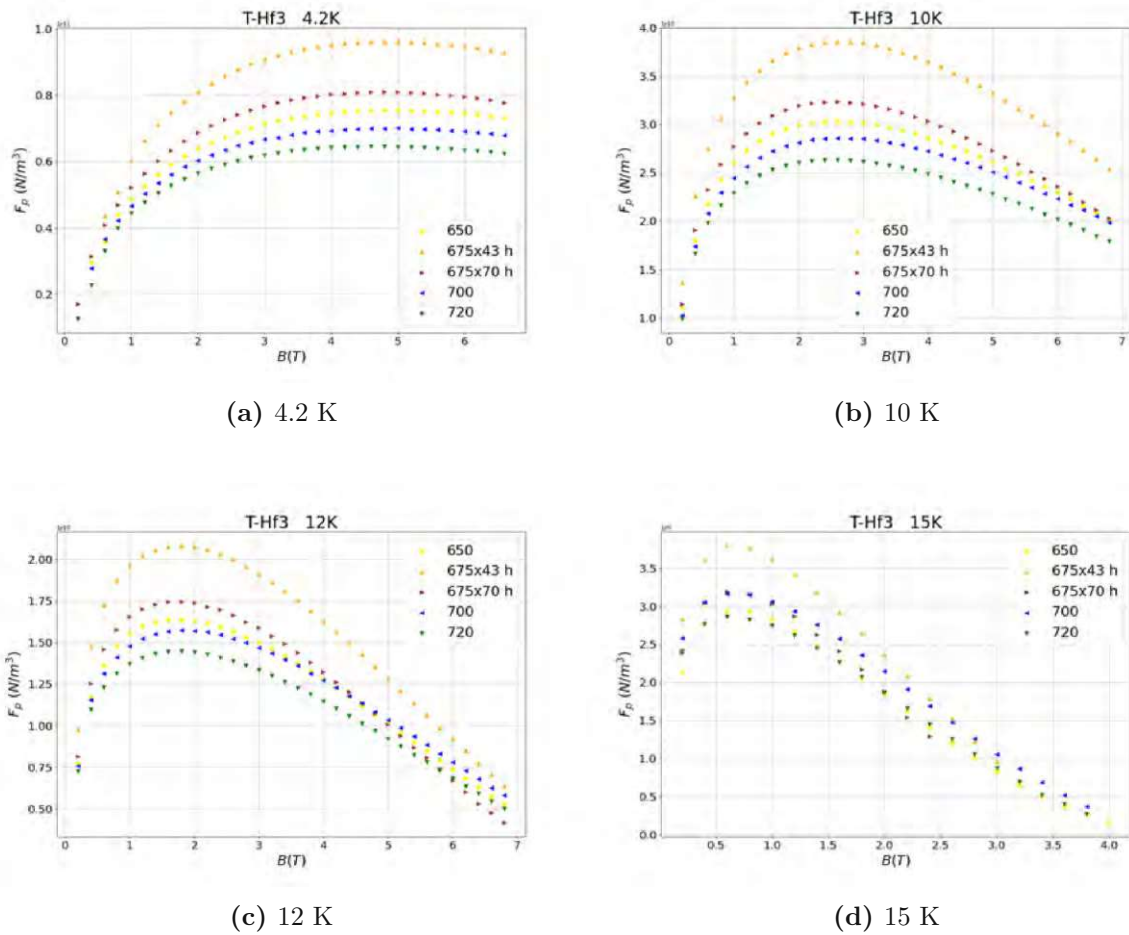 T-Hf3 4.2K
1.0
0.8
0.6
0.4
0.2
F_p (N/m^3)
650
675x43 h
675x70 h
700
720
0 1 2 3 4 5 6 7
B(T)
(a) 4.2 K
T-Hf3 10K
4.0
3.5
3.0
2.5
2.0
1.5
1.0
F_p (N/m^3)
650
675x43 h
675x70 h
700
720
0 1 2 3 4 5 6 7
B(T)
(b) 10 K
T-Hf3 12K
2.00
1.75
1.50
1.25
1.00
0.75
0.50
F_p (N/m^3)
650
675x43 h
675x70 h
700
720
0 1 2 3 4 5 6 7
B(T)
(c) 12 K
T-Hf3 15K
3.5
3.0
2.5
2.0
1.5
1.0
0.5
0.0
F_p (N/m^3)
650
675x43 h
675x70 h
700
720
0.5 1.0 1.5 2.0 2.5 3.0 3.5 4.0
B(T)
(d) 15 K